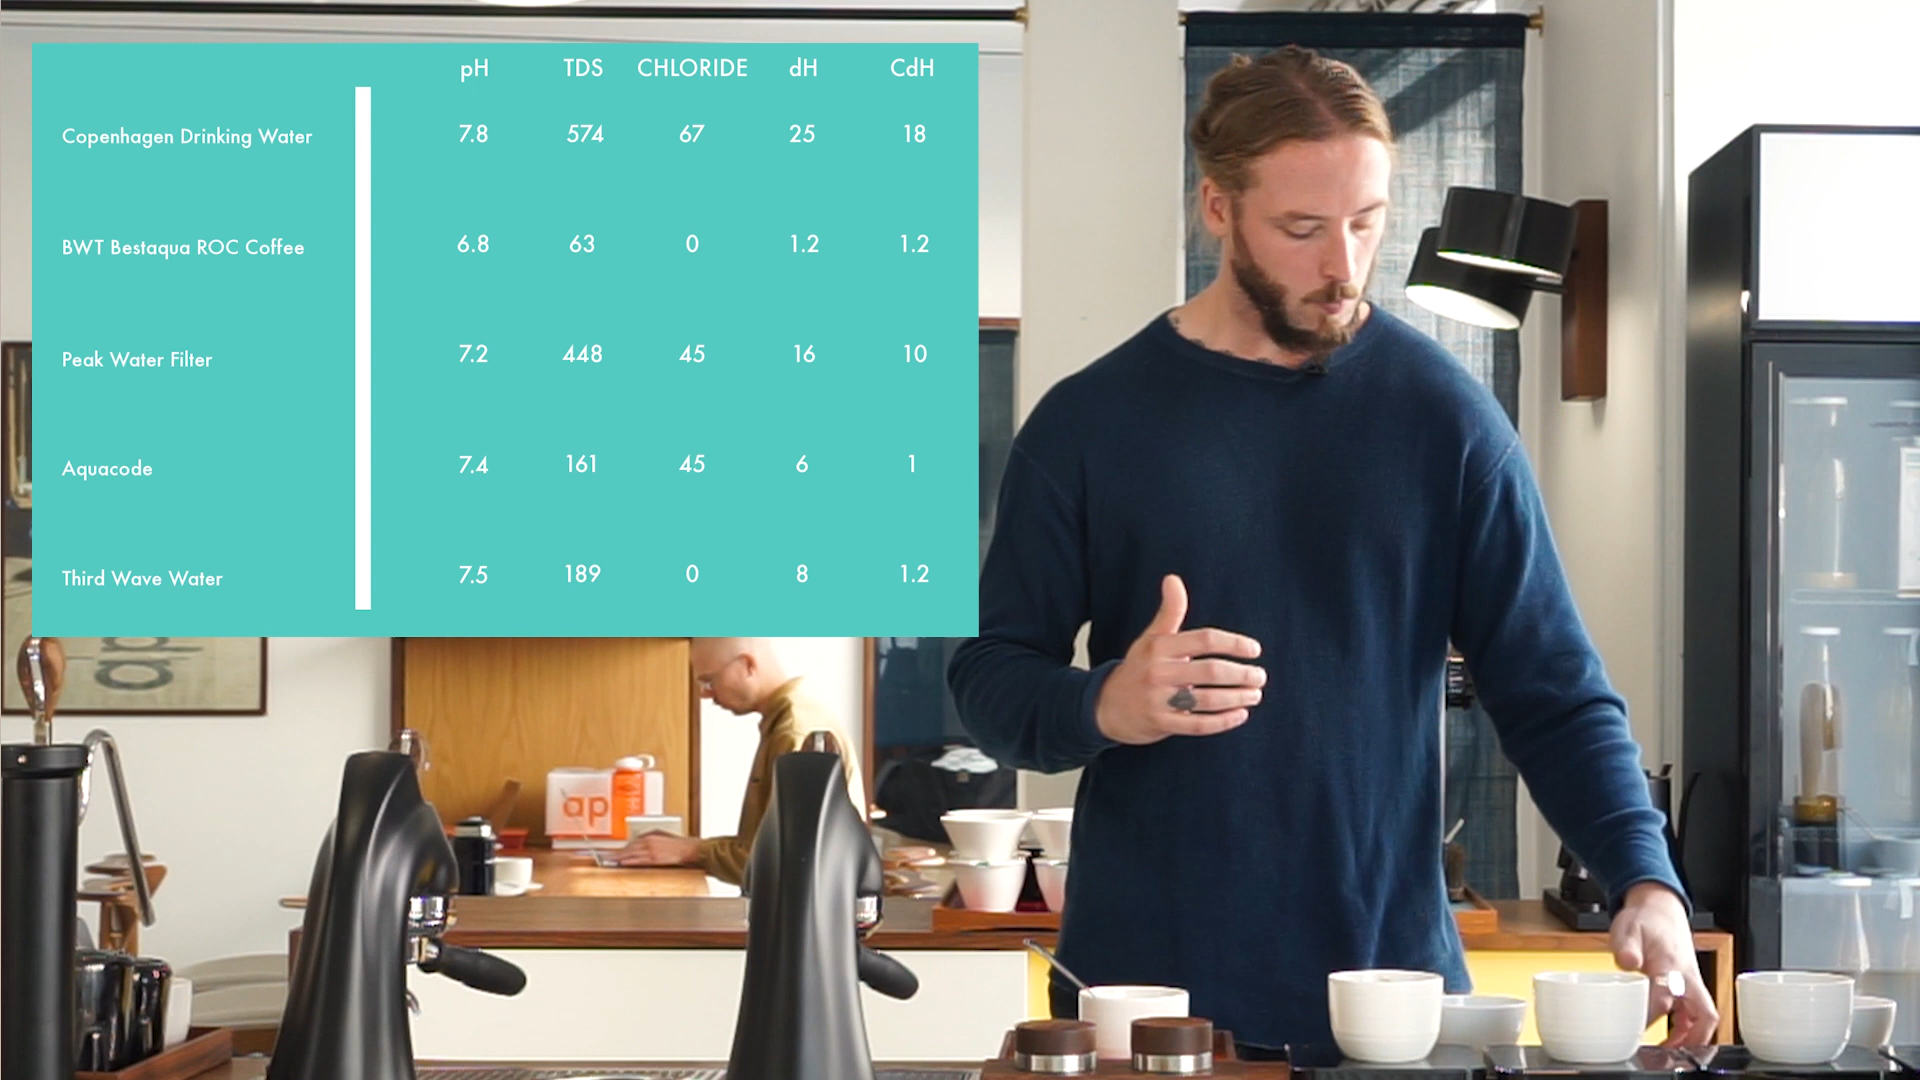 pH TDS CHLORIDE dH CdH
Copenhagen Drinking Water 7.8 574 67 25 18
BWT Bestaqua ROC Coffee 6.8 63 0 1.2 1.2
Peak Water Filter 7.2 448 45 16 10
Aquacode 7.4 161 45 6 1
Third Wave Water 7.5 189 0 8 1.2
ap
ap